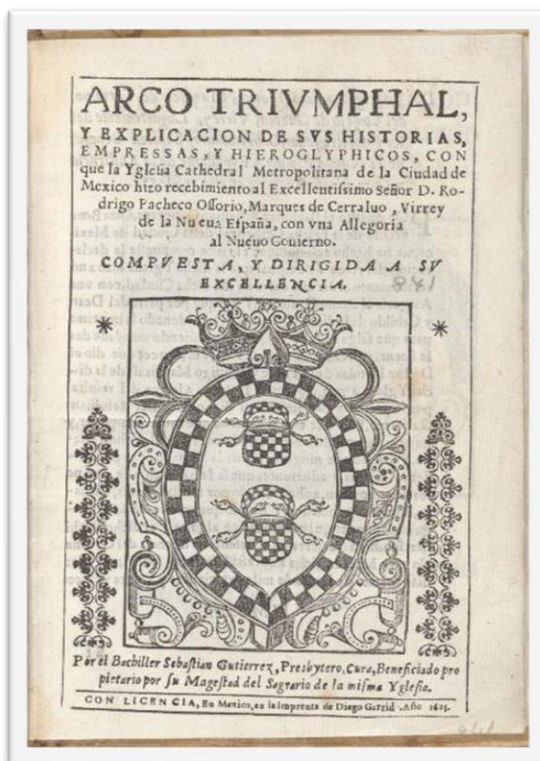 ARCO TRIVMPHAL,
Y EXPLICACION DE SVS HISTORIAS,
EMPRESSAS, Y HIEROGLYPHICOS, CON
que la Yglesia Cathedral Metropolitana de la Ciudad de
Mexico hizo recebimiento al Excellentissimo Señor D. Ro-
drigo Pacheco Ossorio, Marques de Cerraluo, Virrey
de la Nueua España, con vna Allegoria
al Nueuo Gouierno.
COMPVESTA, Y DIRIGIDA A SV
EXCELLENCIA.
841
Por el Bachiller Sebastian Gutierrez, Presbytero, Cura, Beneficiado pro
pietario por su Magestad del Sagrario de la misma Yglesia.
CON LICENCIA, En Mexico, en la Imprenta de Diego Garrid. Año 1625.